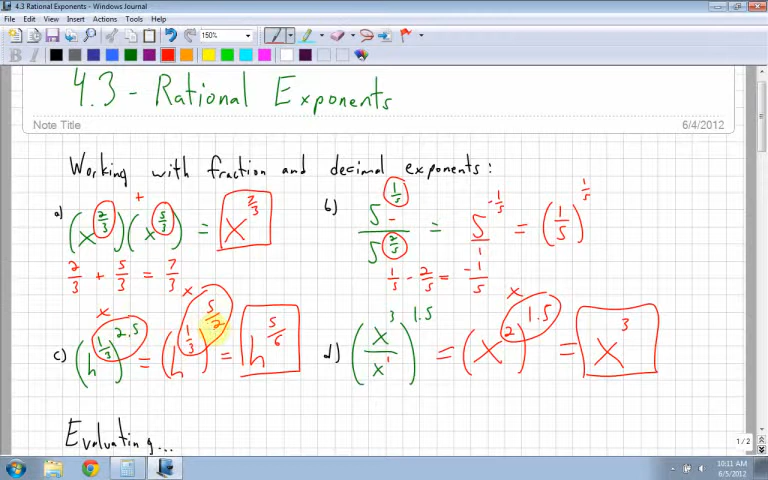 4.3 Rational Exponents - Windows Journal
File Edit View Insert Actions Tools Help
150%
B I
4.3 - Rational Exponents
Note Title 6/4/2012
Working with fraction and decimal exponents:
a) (x^(2/3))(x^(5/3)) = x^(7/3)
+
2/3 + 5/3 = 7/3
b) 5^(1/5) / 5^(2/5) = 5^(-1/5) / 1 = (1/5)^(1/5)
-
1/5 - 2/5 = -1/5
x x
c) (h^(1/3))^2.5 = (h^(1/3))^(5/2) = h^(5/6)
x
d) (x^3 / x^1)^1.5 = (x^2)^1.5 = x^3
Evaluating...
1 / 2
10:11 AM
6/5/2012